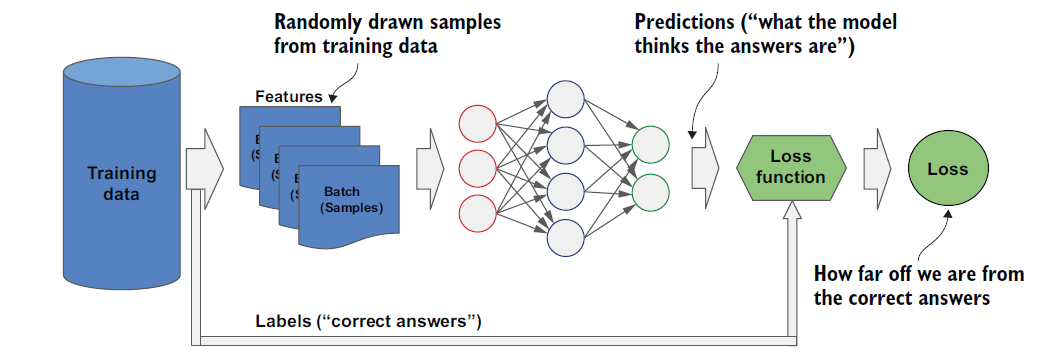 Randomly drawn samples
from training data
Predictions (“what the model
thinks the answers are”)
Features
Training
data
Batch
(Samples)
Loss
function
Loss
How far off we are from
the correct answers
Labels (“correct answers”)